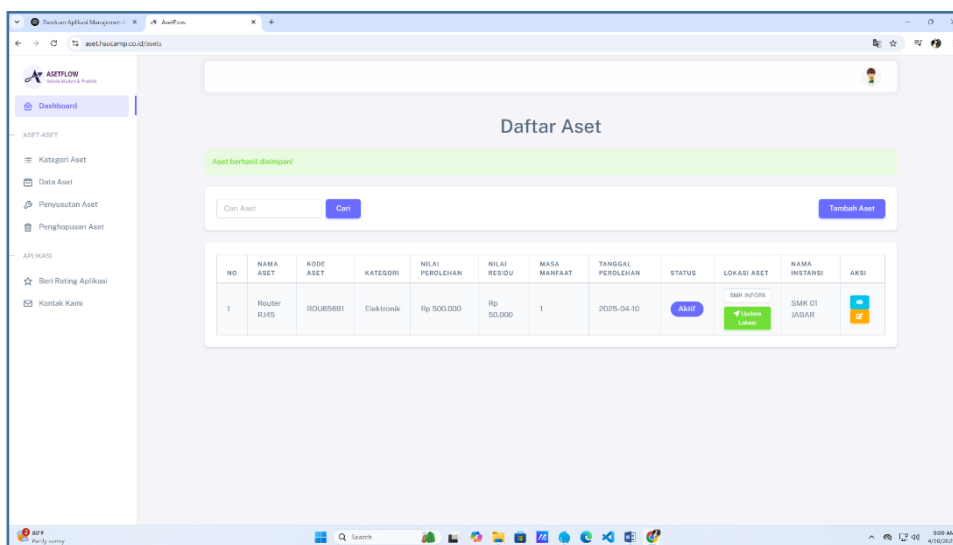 Panduan Aplikasi Manajemen
AsetFlow
aset.hsucamp.co.id/assets
ASETFLOW
Dashboard
ASET-ASET
Kategori Aset
Data Aset
Penyusutan Aset
Penghapusan Aset
APLIKASI
Beri Rating Aplikasi
Kontak Kami
Daftar Aset
Aset berhasil disimpan!
Cari Aset
Cari
Tambah Aset
NO
NAMA
ASET
KODE
ASET
KATEGORI
NILAI
PEROLEHAN
NILAI
RESIDU
MASA
MANFAAT
TANGGAL
PEROLEHAN
STATUS
LOKASI ASET
NAMA
INSTANSI
AKSI
1
Router
RJ45
ROU65691
Elektronik
Rp 500.000
Rp
50.000
1
2025-04-10
Aktif
Update
Lokasi
SMK 01
JABAR
80°F
Partly sunny
Search